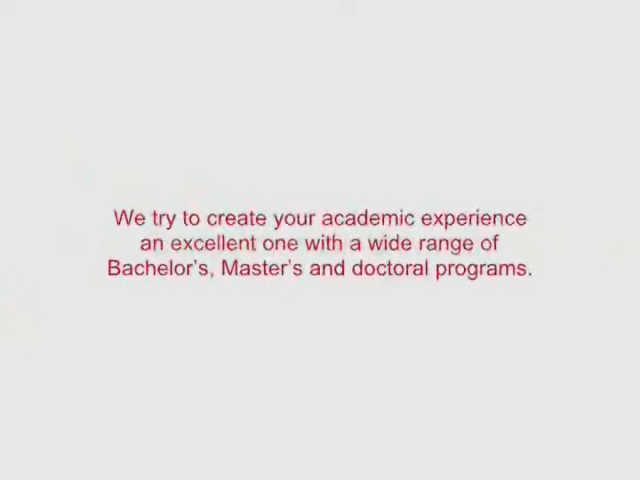 We try to create your academic experience
an excellent one with a wide range of
Bachelor's, Master's and doctoral programs.